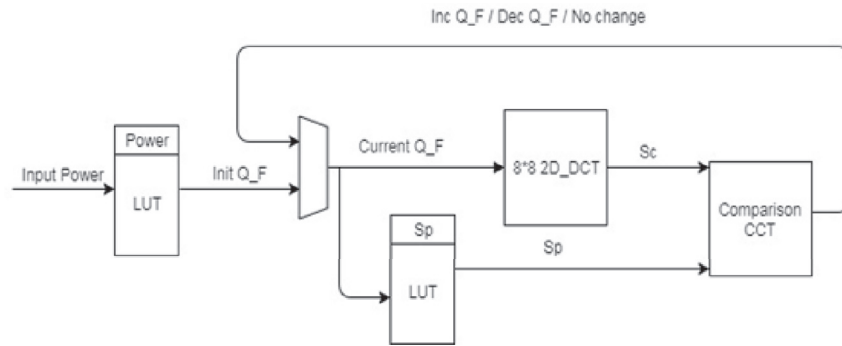 Inc Q_F / Dec Q_F / No change
Power
Input Power
LUT
Init Q_F
Current Q_F
8*8 2D_DCT
Sc
Sp
LUT
Sp
Comparison
CCT